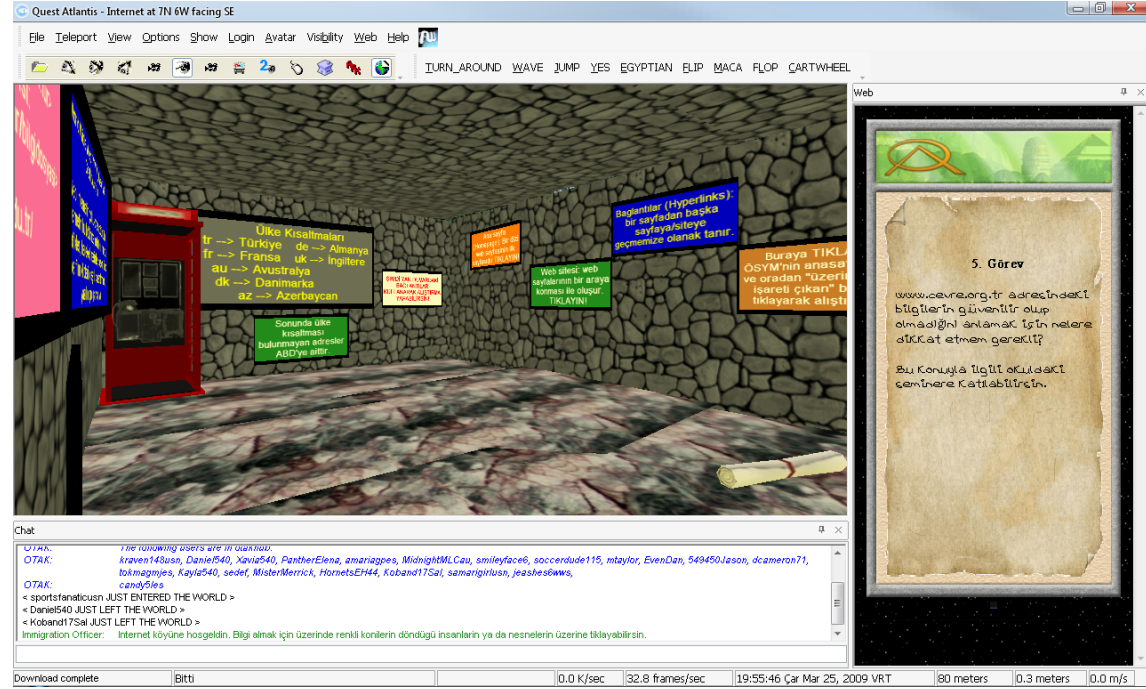 Quest Atlantis - Internet at 7N 6W facing SE
File Teleport View Options Show Login Avatar Visibility Web Help
TURN_AROUND WAVE JUMP YES EGYPTIAN FLIP MACA FLOP CARTWHEEL
Ülke Kısaltmaları
tr --> Türkiye de --> Almanya
fr --> Fransa uk --> İngiltere
au --> Avustralya
dk --> Danimarka
az --> Azerbaycan
Sonunda ülke
kısaltması
bulunmayan adresler
ABD'ye aittir.
Web sitesi: web
sayfalarının bir araya
konması ile oluşur.
TIKLAYIN!
Baglantılar (Hyperlinks):
bir sayfadan başka
sayfaya/siteye
geçmemize olanak tanır.
Buraya TIKLA
ÖSYM'nin anasa
ve oradan "üzeri
işareti çıkan" b
tıklayarak alıştı
Web
5. Görev
www.cevre.org.tr adresindeki
bilgilerin güvenilir olup
olmadığını anlamak için nelere
dikkat etmem gerekli?
Bu konuyla ilgili okuldaki
seminere katılabilirsin.
Chat
OTAK: The following users are in otakhub:
OTAK: kraven148usn, Daniel540, Xavia540, PantherElena, amariagpes, MidnightMLCau, smileyface6, soccerdude115, mtaylor, EvenDan, 549450Jason, dcameron71,
tokmagmjes, Kayla540, sedef, MisterMerrick, HornetsEH44, Koband17Sal, samarigirlusn, jeashes6wws,
OTAK: candy5les
< sportsfanaticusn JUST ENTERED THE WORLD >
< Daniel540 JUST LEFT THE WORLD >
< Koband17Sal JUST LEFT THE WORLD >
Immigration Officer: Internet köyüne hosgeldin. Bilgi almak için üzerinde renkli konilerin döndügü insanlarin ya da nesnelerin üzerine tiklayabilirsin.
Download complete Bitti 0.0 K/sec 32.8 frames/sec 19:55:46 Çar Mar 25, 2009 VRT 80 meters 0.3 meters 0.0 m/s